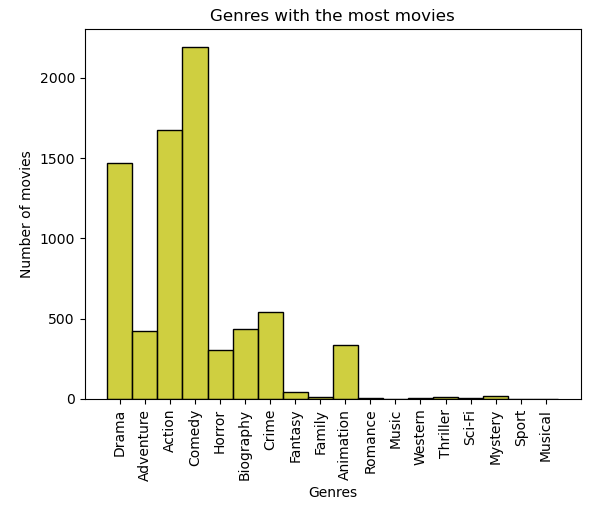 Genres with the most movies
Number of movies
2000
1500
1000
500
0
Drama
Adventure
Action
Comedy
Horror
Biography
Crime
Fantasy
Family
Animation
Romance
Music
Western
Thriller
Sci-Fi
Mystery
Sport
Musical
Genres